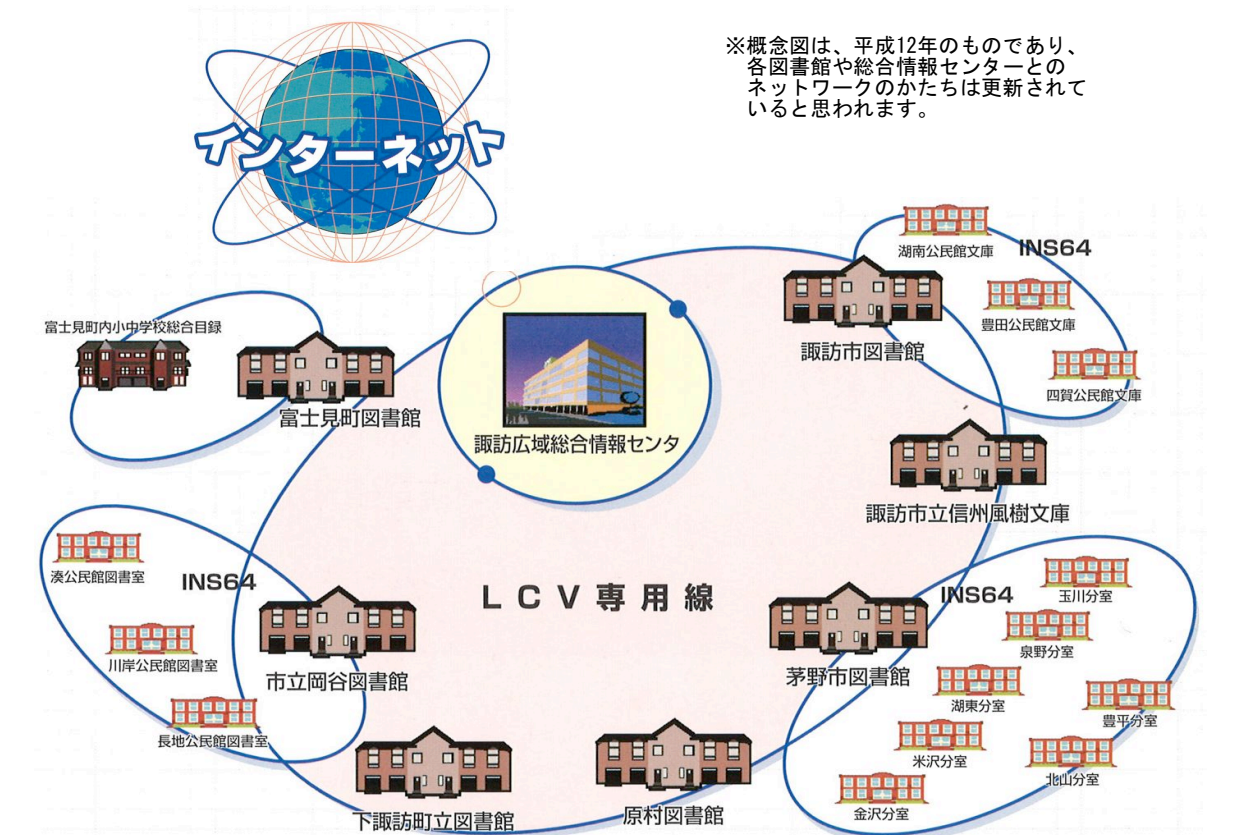 ※概念図は、平成12年のものであり、
各図書館や総合情報センターとの
ネットワークのかたちは更新されて
いると思われます。
インターネット
湖南公民館文庫
INS64
豊田公民館文庫
諏訪市図書館
四賀公民館文庫
富士見町内小中学校総合目録
富士見町図書館
諏訪広域総合情報センタ
諏訪市立信州風樹文庫
湊公民館図書室
INS64
川岸公民館図書室
市立岡谷図書館
長地公民館図書室
LCV専用線
INS64
玉川分室
泉野分室
茅野市図書館
湖東分室
豊平分室
米沢分室
北山分室
金沢分室
下諏訪町立図書館
原村図書館